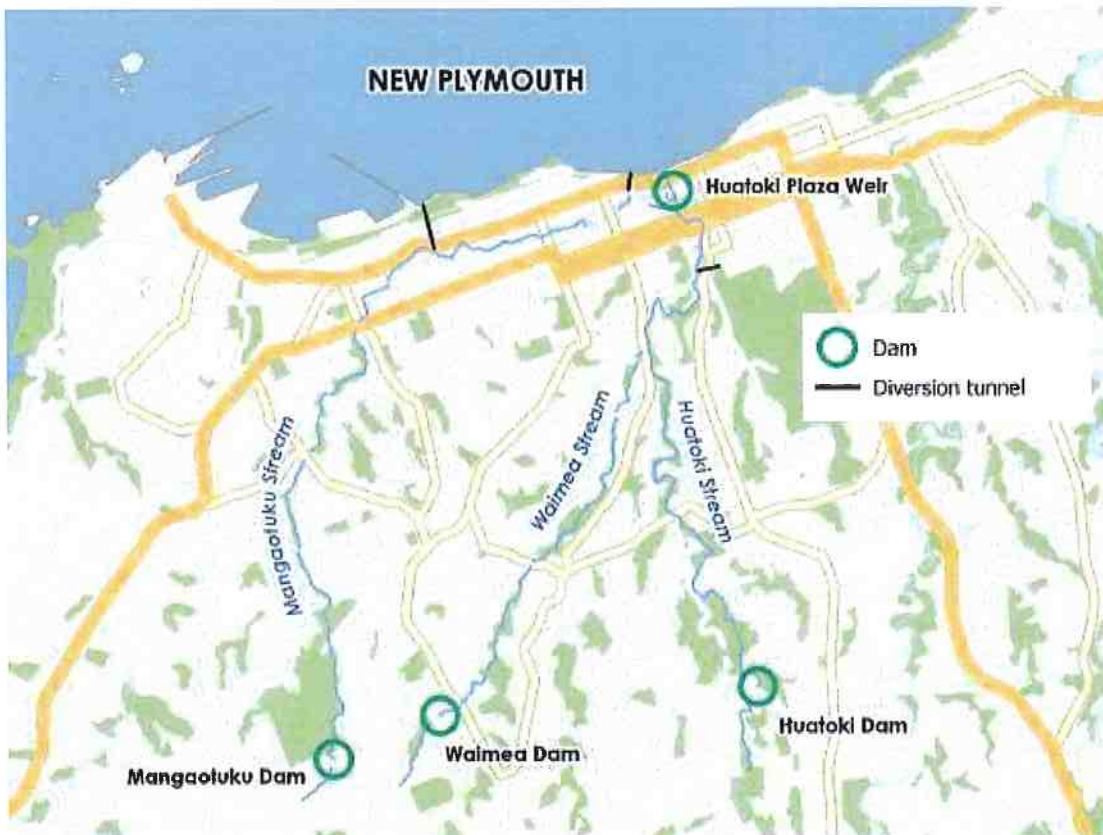 NEW PLYMOUTH
Huatoki Plaza Weir
Dam
Diversion tunnel
Mangaotuku Stream
Waimea Stream
Huatoki Stream
Huatoki Dam
Waimea Dam
Mangaotuku Dam